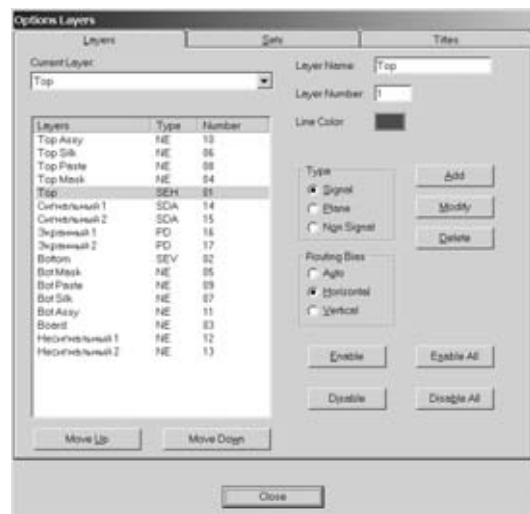 Options Layers
Layers Sets Titles
Current Layer:
Top
Layer Name: Top
Layer Number: 1
Line Color:
Layers Type Number
Top Assy NE 10
Top Silk NE 06
Top Paste NE 08
Top Mask NE 04
Top SEH 01
Сигнальный 1 SDA 14
Сигнальный 2 SDA 15
Экранный 1 PD 16
Экранный 2 PD 17
Bottom SEV 02
Bot Mask NE 05
Bot Paste NE 09
Bot Silk NE 07
Bot Assy NE 11
Board NE 03
Несигнальный 1 NE 12
Несигнальный 2 NE 13
Type
Signal
Plane
Non Signal
Routing Bias
Auto
Horizontal
Vertical
Add
Modify
Delete
Enable Enable All
Disable Disable All
Move Up Move Down
Close